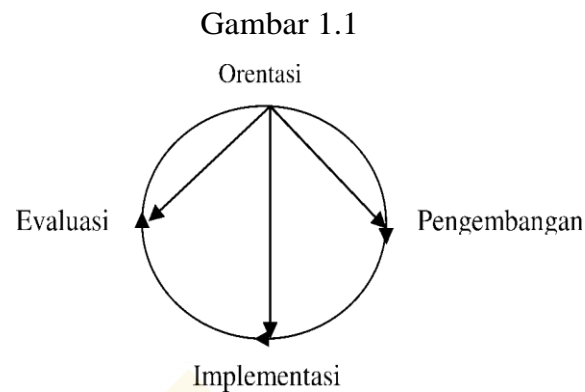 Gambar 1.1
Orentasi
Evaluasi
Pengembangan
Implementasi